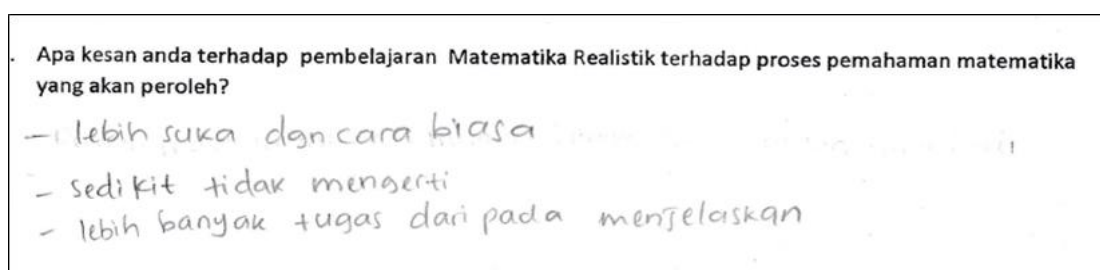 . Apa kesan anda terhadap pembelajaran Matematika Realistik terhadap proses pemahaman matematika
yang akan peroleh?
- lebih suka dgn cara biasa
- sedikit tidak mengerti
- lebih banyak tugas dari pada menjelaskan